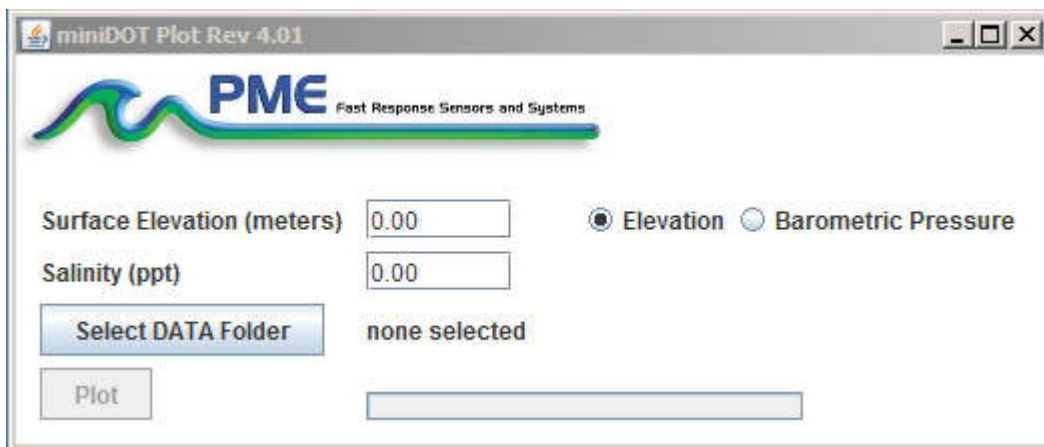 miniDOT Plot Rev 4.01
PME Fast Response Sensors and Systems
Surface Elevation (meters) 0.00 Elevation Barometric Pressure
Salinity (ppt) 0.00
Select DATA Folder none selected
Plot